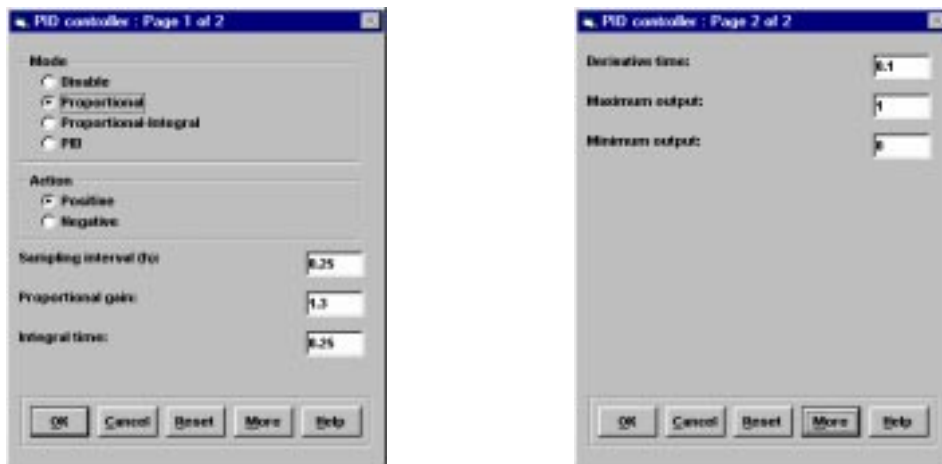 PID controller : Page 1 of 2
Mode
Disable
Proportional
Proportional-Integral
PID
Action
Positive
Negative
Sampling interval (h):
0.25
Proportional gain:
1.3
Integral time:
0.25
OK Cancel Reset More Help
PID controller : Page 2 of 2
Derivative time:
0.1
Maximum output:
1
Minimum output:
0
OK Cancel Reset More Help